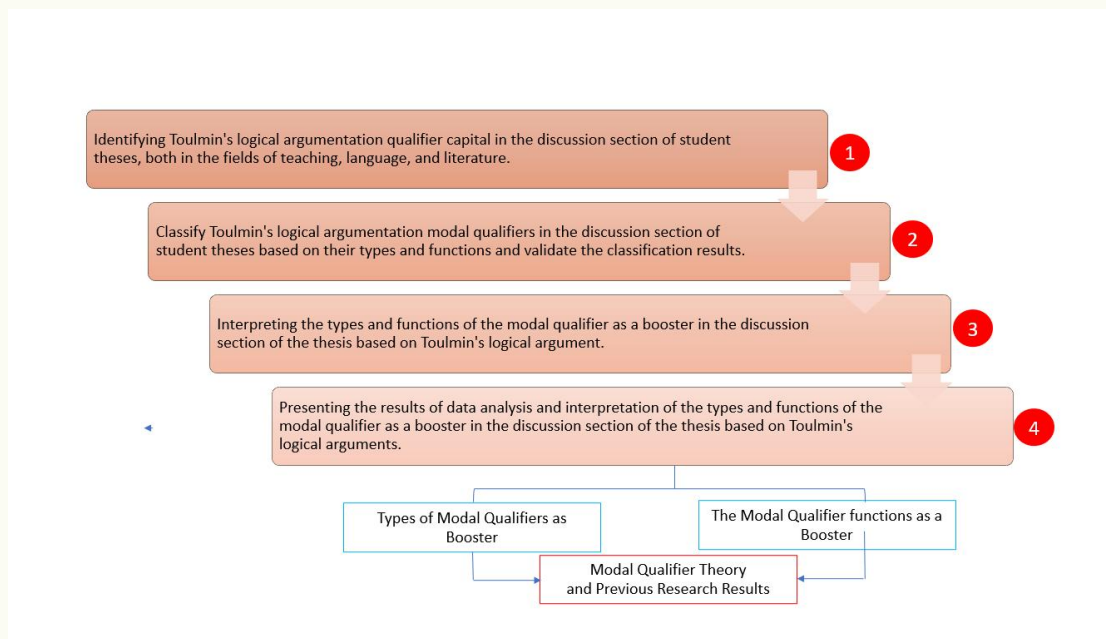 Identifying Toulmin's logical argumentation qualifier capital in the discussion section of student
theses, both in the fields of teaching, language, and literature.
1
Classify Toulmin's logical argumentation modal qualifiers in the discussion section of
student theses based on their types and functions and validate the classification results.
2
Interpreting the types and functions of the modal qualifier as a booster in the discussion
section of the thesis based on Toulmin's logical argument.
3
Presenting the results of data analysis and interpretation of the types and functions of the
modal qualifier as a booster in the discussion section of the thesis based on Toulmin's
logical arguments.
4
Types of Modal Qualifiers as
Booster
The Modal Qualifier functions as a
Booster
Modal Qualifier Theory
and Previous Research Results